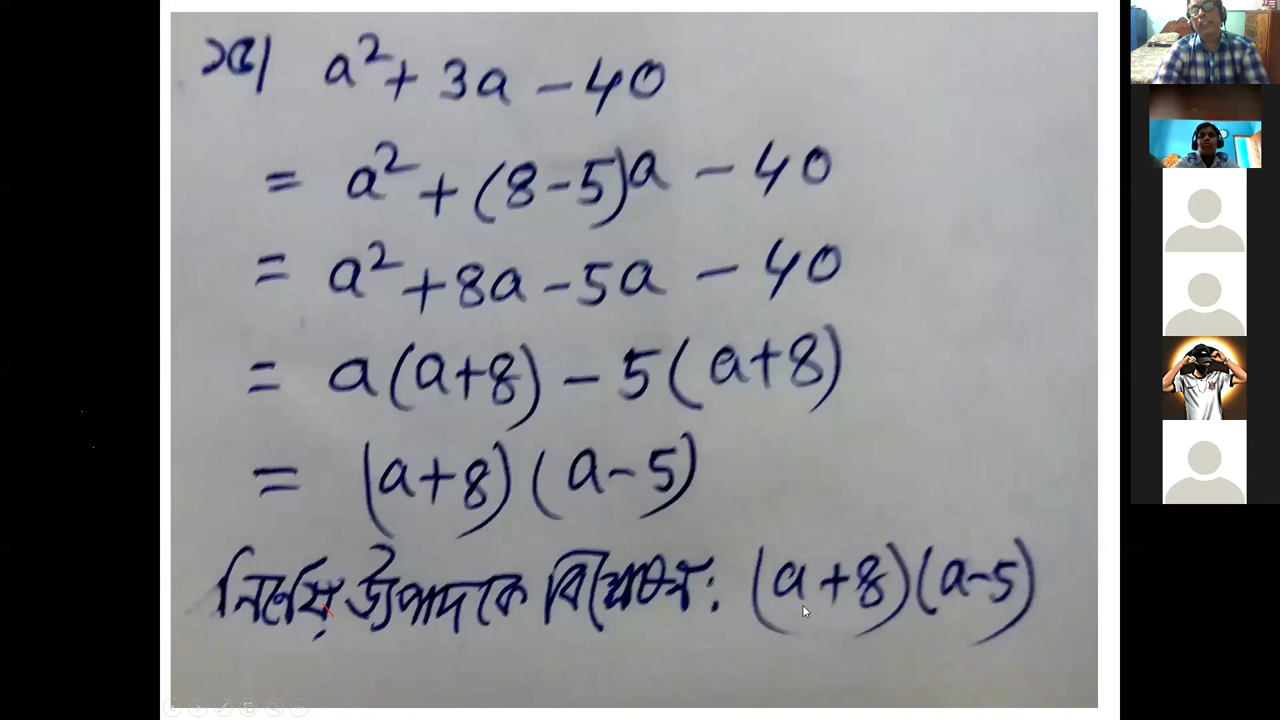 ২৫| a² + 3a - 40
= a² + (8-5)a - 40
= a² + 8a - 5a - 40
= a(a+8) - 5(a+8)
= (a+8)(a-5)
নির্ণেয় উৎপাদকে বিশ্লেষণ: (a+8)(a-5)